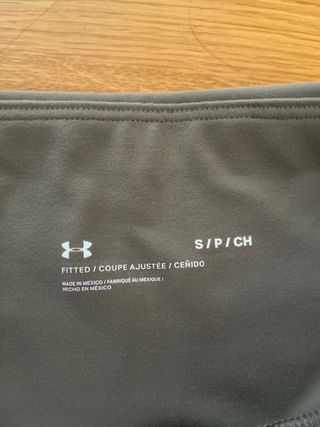 S/P/CH
FITTED / COUPE AJUSTÉE / CEÑIDO
MADE IN MEXICO / FABRIQUÉ AU MEXIQUE /
HECHO EN MÉXICO